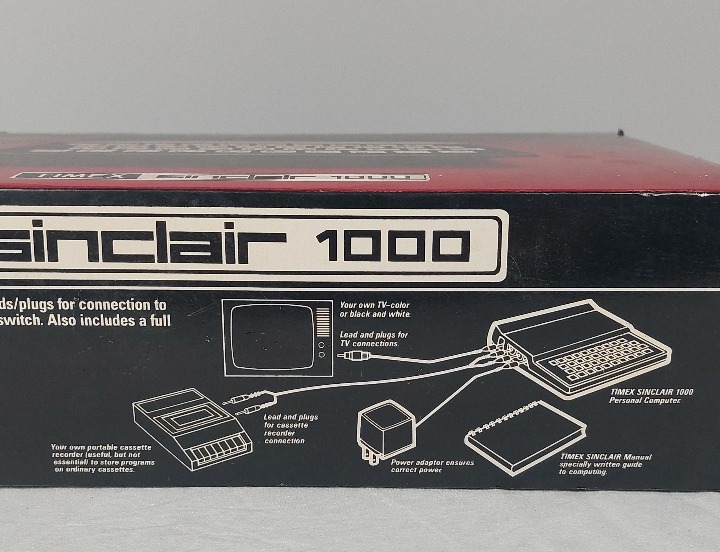 TIMEX sinclair 1000
sinclair 1000
ds/plugs for connection to
switch. Also includes a full
Your own TV-color
or black and white.
Lead and plugs for
TV connections.
TIMEX SINCLAIR 1000
Personal Computer.
Lead and plugs
for cassette
recorder
connection
Your own portable cassette
recorder (useful, but not
essential) to store programs
on ordinary cassettes.
Power adaptor ensures
correct power.
TIMEX SINCLAIR Manual
specially written guide
to computing.